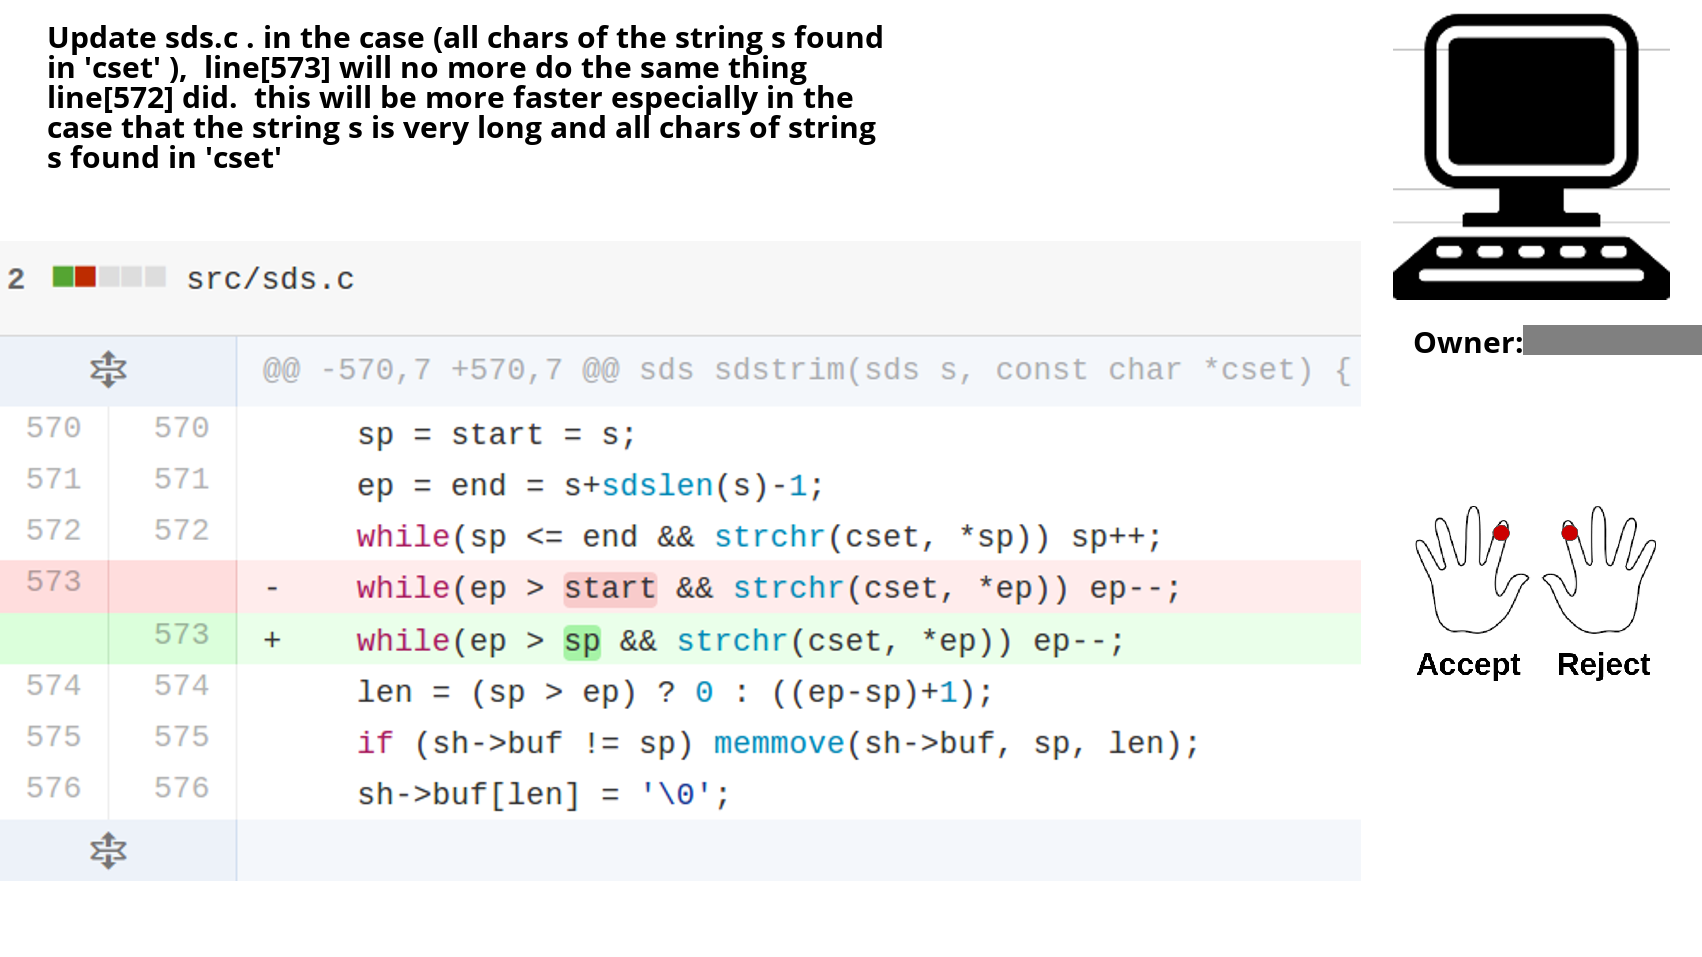 Update sds.c . in the case (all chars of the string s found
in 'cset' ),  line[573] will no more do the same thing
line[572] did.  this will be more faster especially in the
case that the string s is very long and all chars of string
s found in 'cset'
2 src/sds.c
@@ -570,7 +570,7 @@ sds sdstrim(sds s, const char *cset) {
570 570     sp = start = s;
571 571     ep = end = s+sdslen(s)-1;
572 572     while(sp <= end && strchr(cset, *sp)) sp++;
573 -    while(ep > start && strchr(cset, *ep)) ep--;
573 +    while(ep > sp && strchr(cset, *ep)) ep--;
574 574     len = (sp > ep) ? 0 : ((ep-sp)+1);
575 575     if (sh->buf != sp) memmove(sh->buf, sp, len);
576 576     sh->buf[len] = '\0';
Owner:
Accept Reject